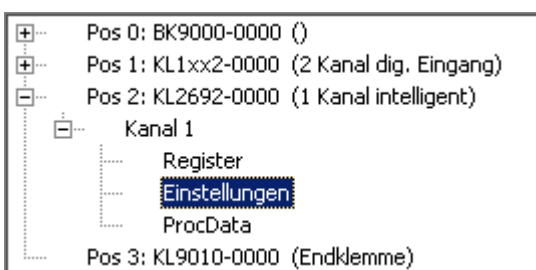 Pos 0: BK9000-0000 ()
Pos 1: KL1xx2-0000 (2 Kanal dig. Eingang)
Pos 2: KL2692-0000 (1 Kanal intelligent)
Kanal 1
Register
Einstellungen
ProcData
Pos 3: KL9010-0000 (Endklemme)